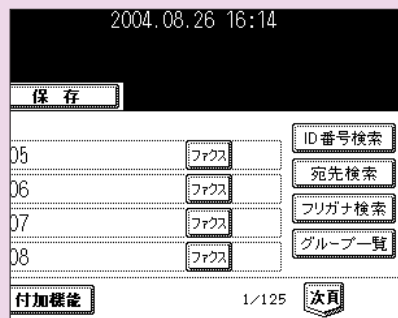 2004.08.26 16:14
保存
ID番号検索
05 ファクス
宛先検索
06 ファクス
フリガナ検索
07 ファクス
グループ一覧
08 ファクス
付加機能 1/125 次頁